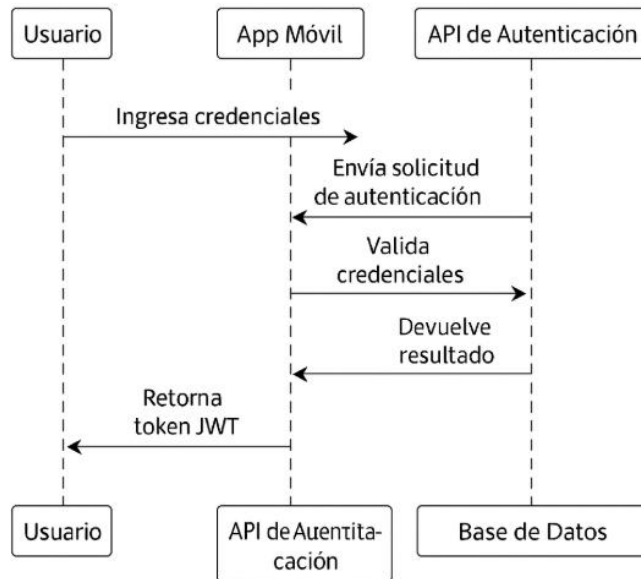 Usuario
App Móvil
API de Autenticación
Ingresa credenciales
Envía solicitud
de autenticación
Valida
credenciales
Devuelve
resultado
Retorna
token JWT
Usuario
API de Auentita-
cación
Base de Datos